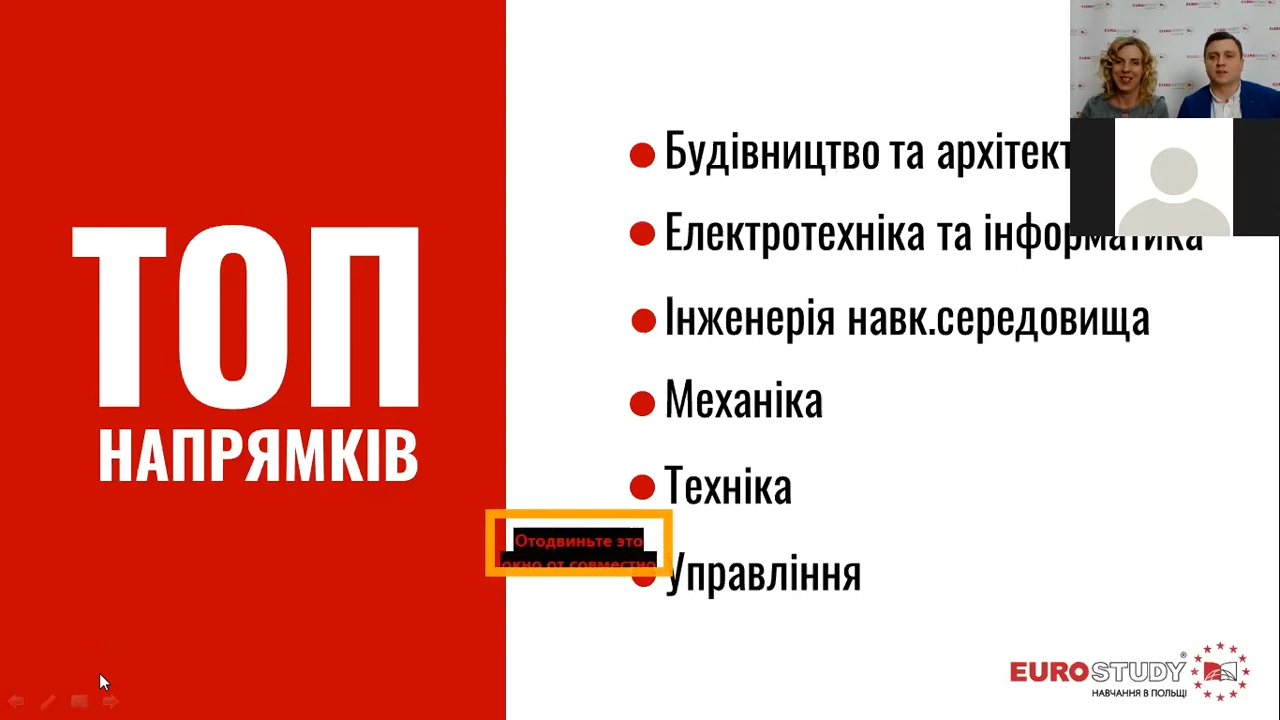 ТОП
НАПРЯМКІВ
Будівництво та
Електротехніка та інформатика
Інженерія навк.середовища
Механіка
Техніка
Управління
Отодвиньте это
окно от совместно
EUROSTUDY®
НАВЧАННЯ В ПОЛЬЩІ